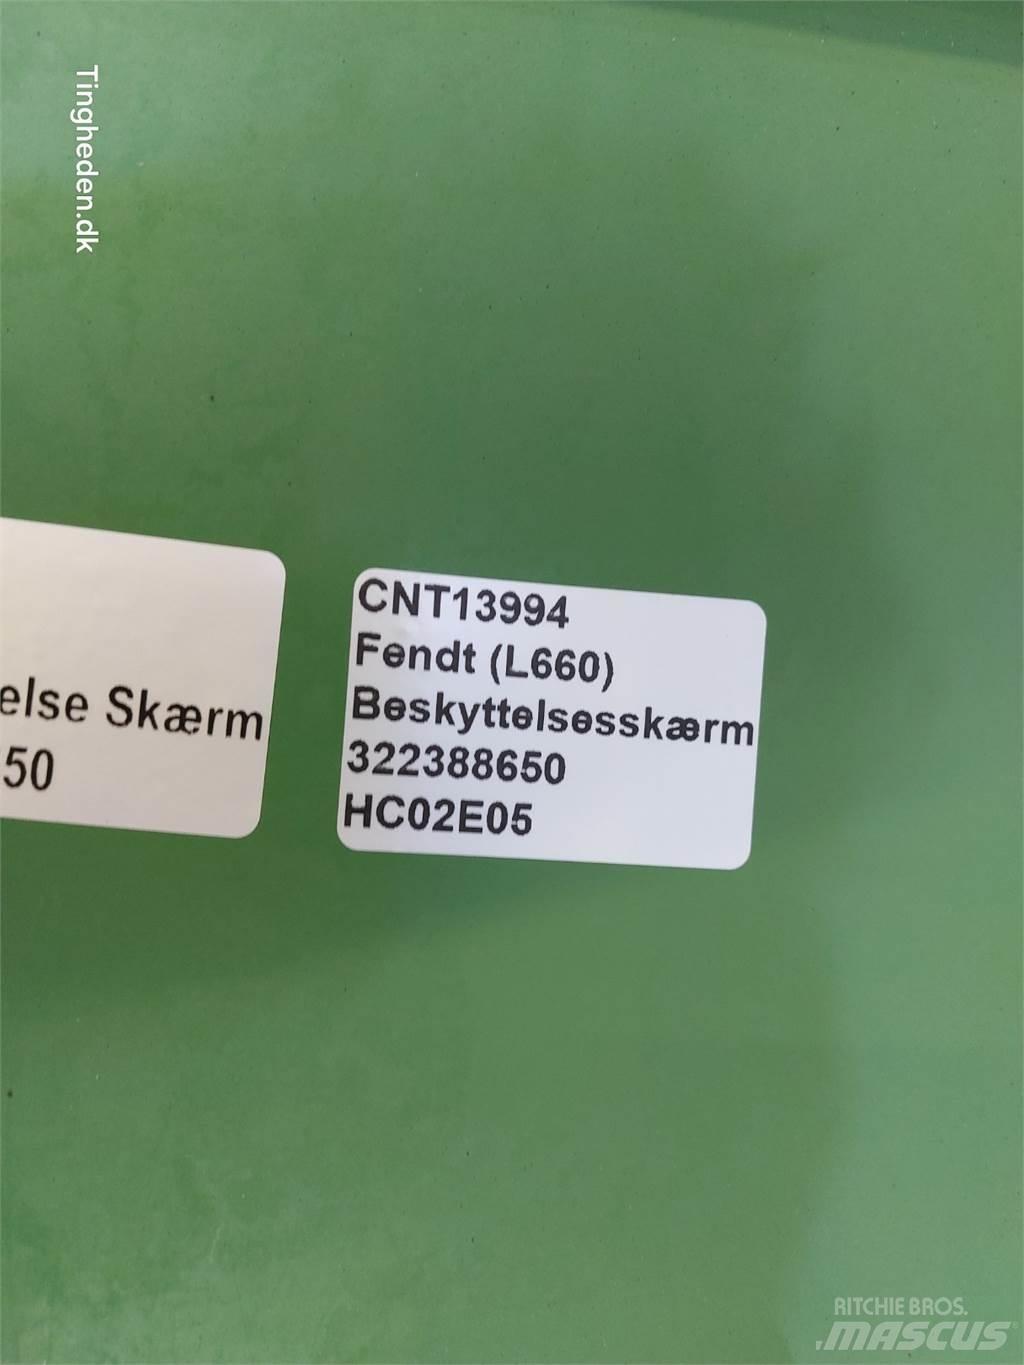 Tingheden.dk
else Skærm
50
CNT13994
Fendt (L660)
Beskyttelsesskærm
322388650
HC02E05
RITCHIE BROS.
MASCUS